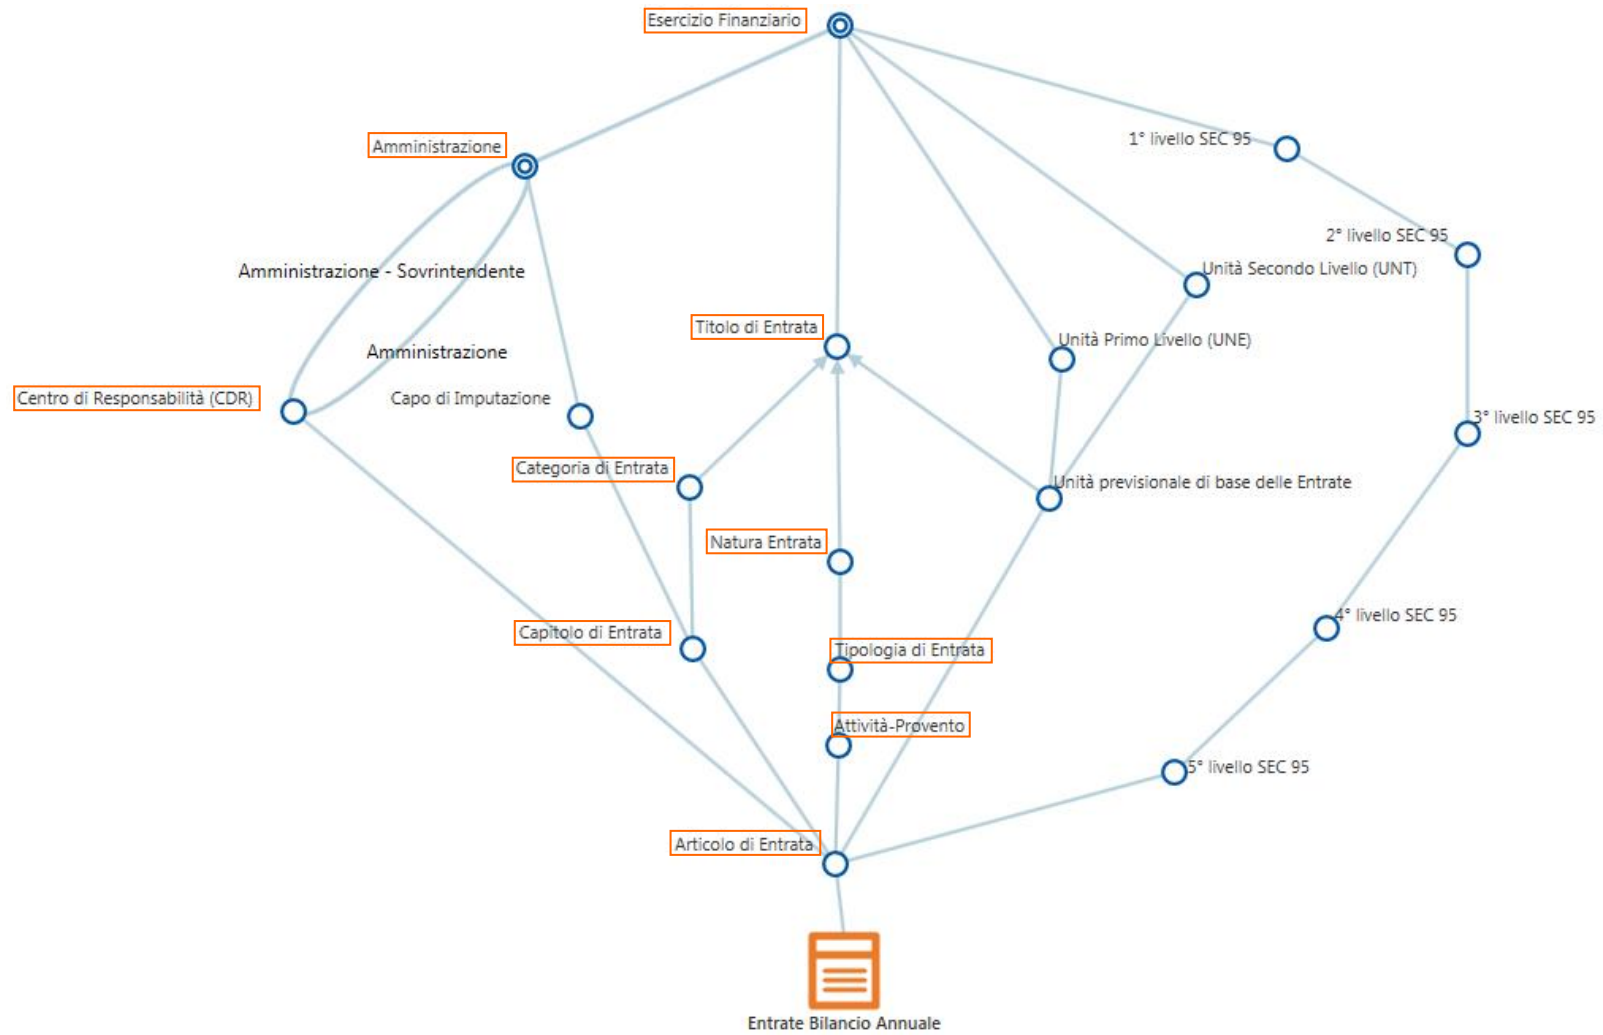 Esercizio Finanziario
1° livello SEC 95
Amministrazione
2° livello SEC 95
Unità Secondo Livello (UNT)
Amministrazione - Sovrintendente
Titolo di Entrata
Unità Primo Livello (UNE)
Amministrazione
Centro di Responsabilità (CDR)
Capo di Imputazione
3° livello SEC 95
Categoria di Entrata
Unità previsionale di base delle Entrate
Natura Entrata
4° livello SEC 95
Capitolo di Entrata
Tipologia di Entrata
Attività-Provento
5° livello SEC 95
Articolo di Entrata
Entrate Bilancio Annuale